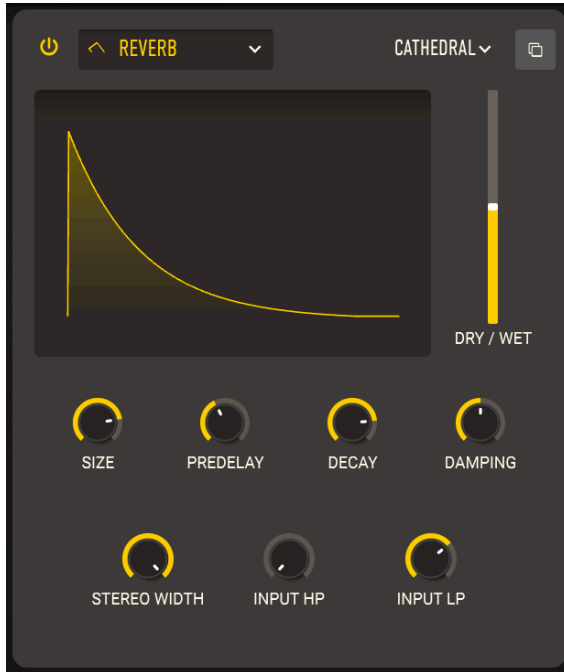 REVERB
CATHEDRAL
DRY / WET
SIZE
PREDELAY
DECAY
DAMPING
STEREO WIDTH
INPUT HP
INPUT LP